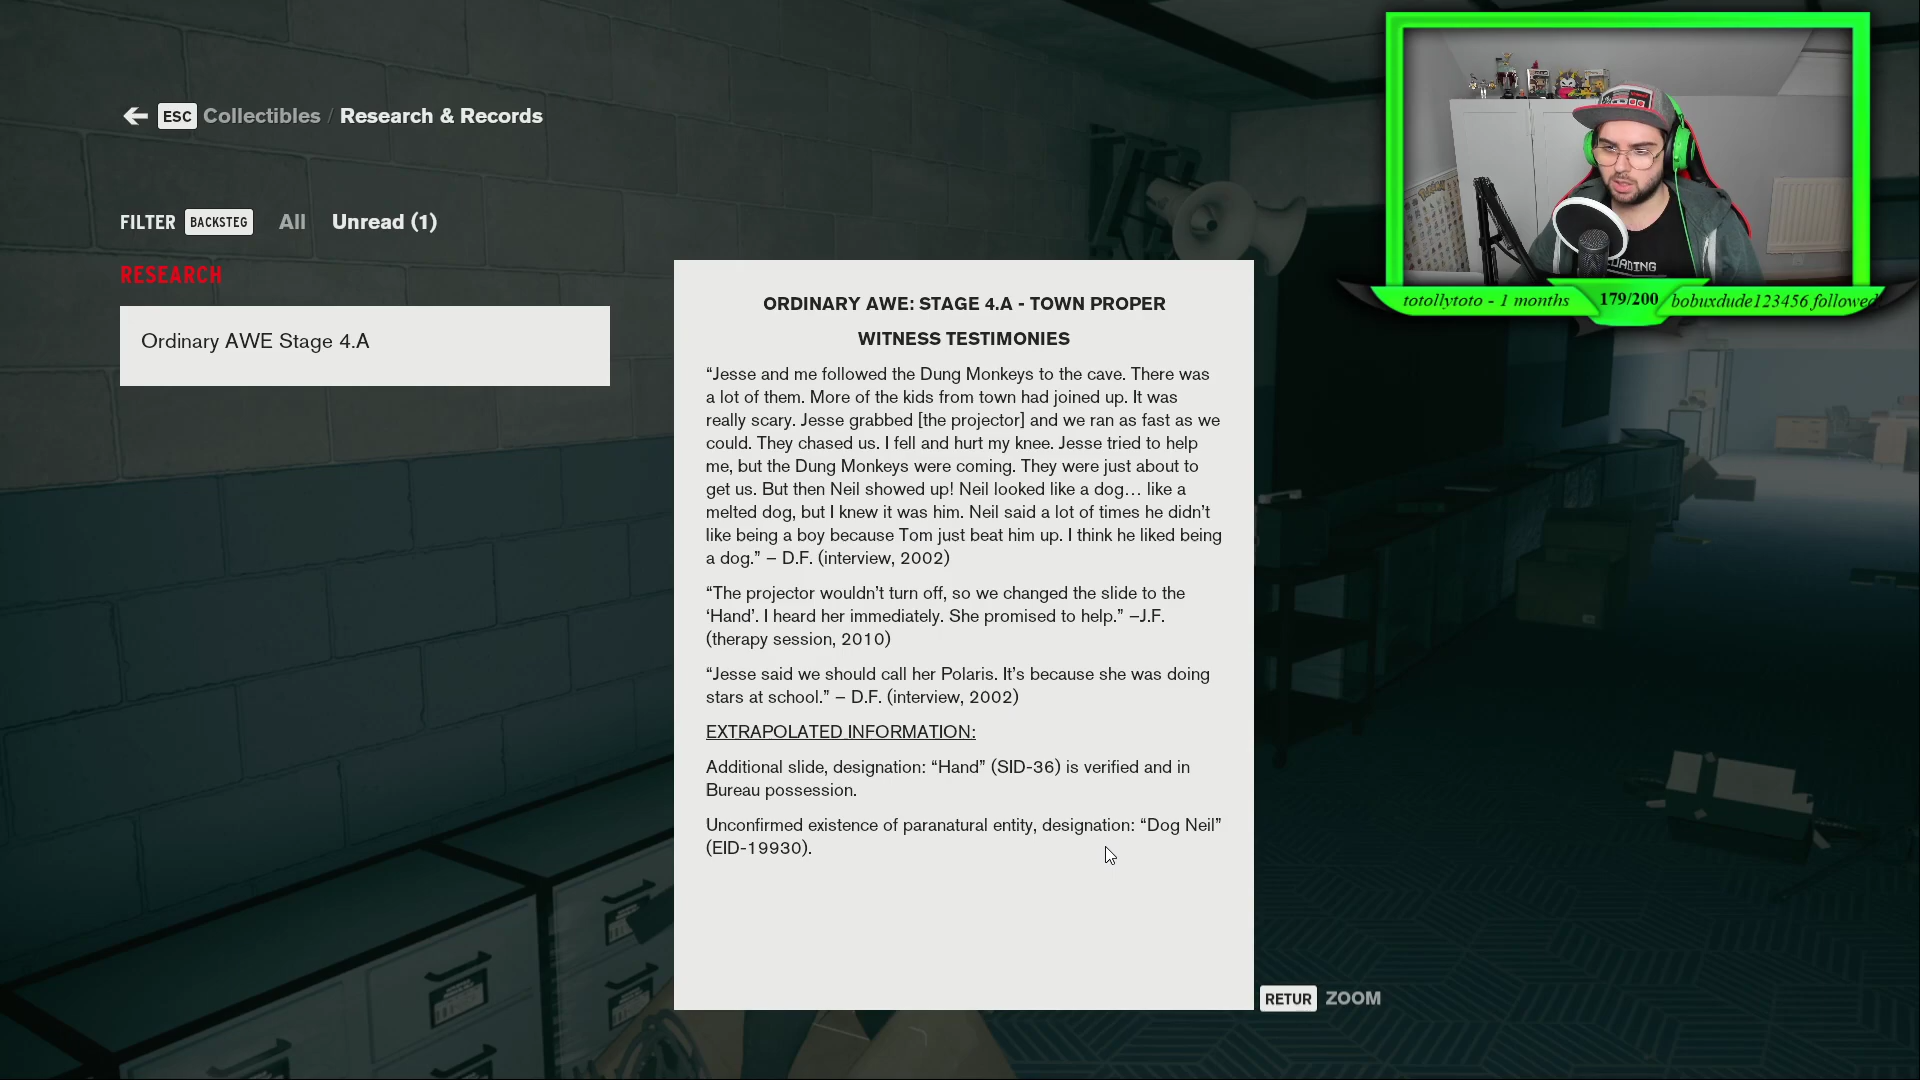 ESC Collectibles / Research & Records
FILTER BACKSTEG All Unread (1)
RESEARCH
Ordinary AWE Stage 4.A
ORDINARY AWE: STAGE 4.A - TOWN PROPER
WITNESS TESTIMONIES
“Jesse and me followed the Dung Monkeys to the cave. There was
a lot of them. More of the kids from town had joined up. It was
really scary. Jesse grabbed [the projector] and we ran as fast as we
could. They chased us. I fell and hurt my knee. Jesse tried to help
me, but the Dung Monkeys were coming. They were just about to
get us. But then Neil showed up! Neil looked like a dog… like a
melted dog, but I knew it was him. Neil said a lot of times he didn’t
like being a boy because Tom just beat him up. I think he liked being
a dog.” – D.F. (interview, 2002)
“The projector wouldn’t turn off, so we changed the slide to the
‘Hand’. I heard her immediately. She promised to help.” –J.F.
(therapy session, 2010)
“Jesse said we should call her Polaris. It’s because she was doing
stars at school.” – D.F. (interview, 2002)
EXTRAPOLATED INFORMATION:
Additional slide, designation: “Hand” (SID-36) is verified and in
Bureau possession.
Unconfirmed existence of paranatural entity, designation: “Dog Neil”
(EID-19930).
RETUR ZOOM
totollytoto - 1 months
179/200
bobuxdude123456 followed